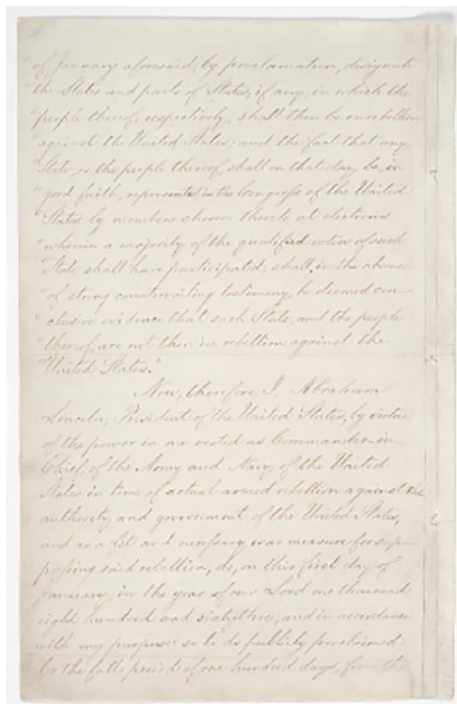 "of January aforesaid, by proclamation, designate
"the States and parts of States, if any, in which the
"people thereof respectively, shall then be in rebellion
"against the United States; and the fact that any
"State, or the people thereof, shall on that day be, in
"good faith, represented in the Congress of the United
"States by members chosen thereto at elections
"wherein a majority of the qualified voters of such
"State shall have participated, shall, in the absence
"of strong countervailing testimony, be deemed con-
"clusive evidence that such State, and the people
"thereof, are not then in rebellion against the
"United States."
Now, therefore I, Abraham
Lincoln, President of the United States, by virtue
of the power in me vested as Commander-in-
Chief, of the Army and Navy of the United
States in time of actual armed rebellion against the
authority and government of the United States,
and as a fit and necessary war measure for sup-
pressing said rebellion, do, on this first day of
January, in the year of our Lord one thousand
eight hundred and sixty-three, and in accordance
with my purpose so to do publicly proclaimed
for the full period of one hundred days, from the